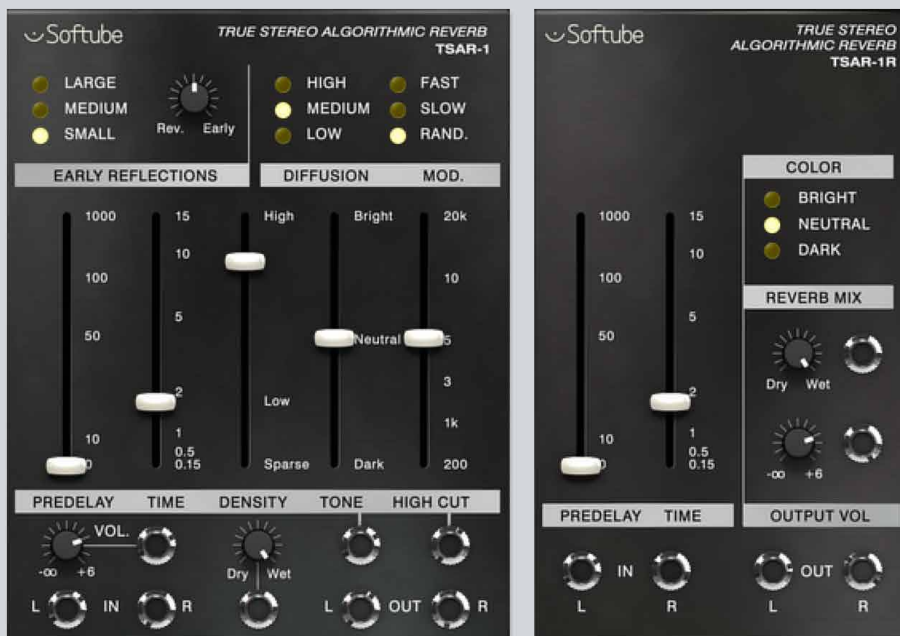 Softube TRUE STEREO ALGORITHMIC REVERB
TSAR-1
LARGE HIGH FAST
MEDIUM MEDIUM SLOW
SMALL Rev. Early LOW RAND.
EARLY REFLECTIONS DIFFUSION MOD.
1000 15 High Bright 20k
10
100 10
50 5 Neutral 5
2 Low 3
10 1 1k
0.5
0 0.15 Sparse Dark 200
PREDELAY TIME DENSITY TONE HIGH CUT
VOL.
-∞ +6 Dry Wet
L IN R L OUT R
Softube TRUE STEREO
ALGORITHMIC REVERB
TSAR-1R
COLOR
BRIGHT
NEUTRAL
DARK
1000 15
10
100
50 5
2
10 1
0.5
0 0.15
REVERB MIX
Dry Wet
-∞ +6
PREDELAY TIME OUTPUT VOL
IN OUT
L R L R